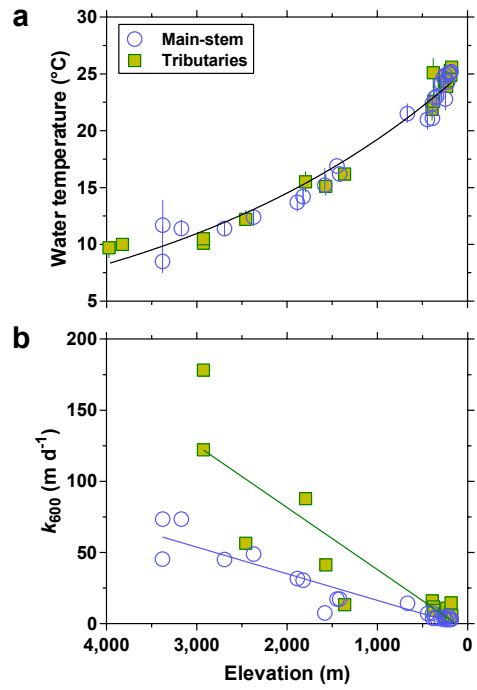 a
Main-stem
Tributaries
30
25
20
15
10
5
Water temperature (°C)
b
200
150
100
50
0
k600 (m d-1)
4,000 3,000 2,000 1,000 0
Elevation (m)